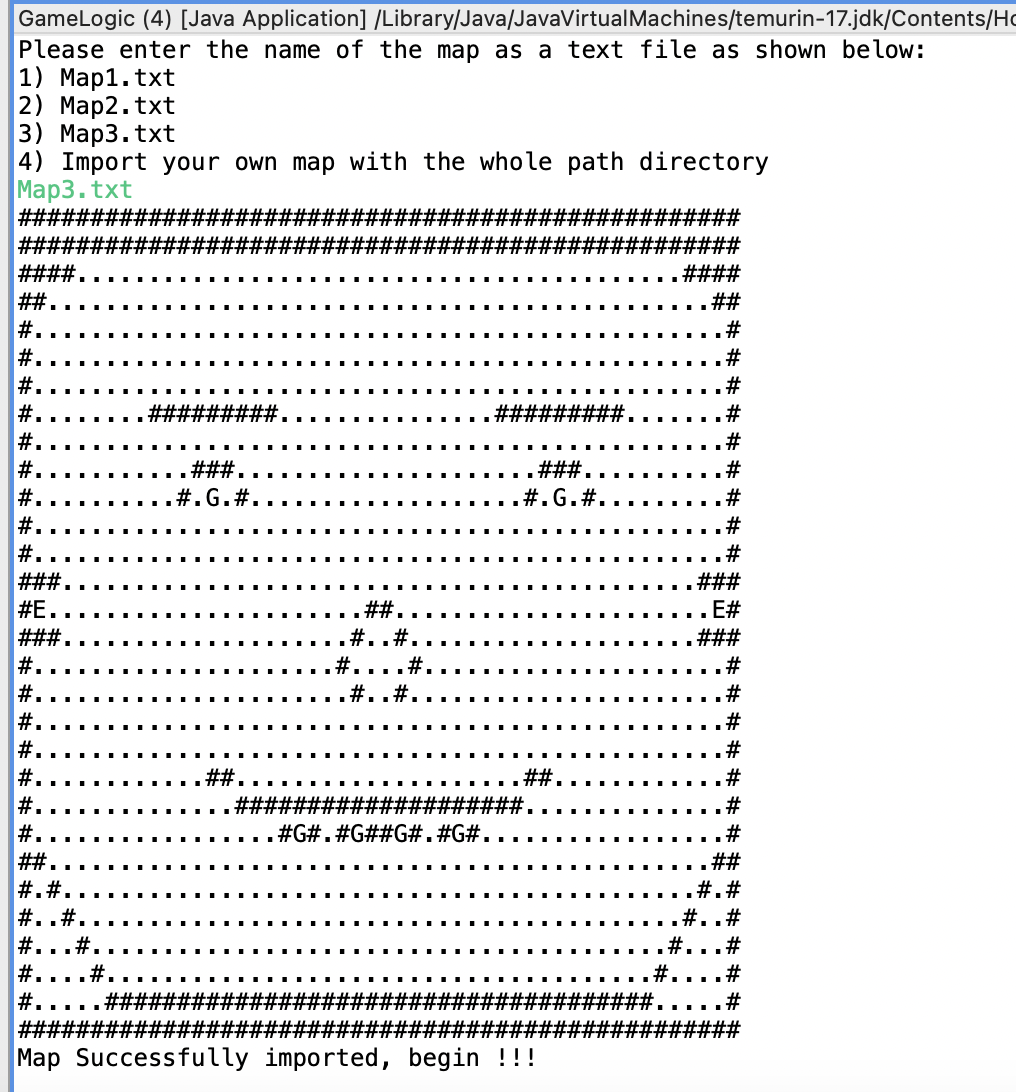 GameLogic (4) [Java Application] /Library/Java/JavaVirtualMachines/temurin-17.jdk/Contents/Ho
Please enter the name of the map as a text file as shown below:
1) Map1.txt
2) Map2.txt
3) Map3.txt
4) Import your own map with the whole path directory
Map3.txt
##################################################
##################################################
####..........................................####
##..............................................##
#................................................#
#................................................#
#................................................#
#........#########...............#########.......#
#................................................#
#...........###.....................###..........#
#..........#.G.#...................#.G.#.........#
#................................................#
#................................................#
###............................................###
#E......................##......................E#
###....................#..#....................###
#.....................#....#.....................#
#......................#..#......................#
#................................................#
#................................................#
#............##....................##............#
#..............####################..............#
#.................#G#.#G##G#.#G#.................#
##..............................................##
#.#............................................#.#
#..#..........................................#..#
#...#........................................#...#
#....#......................................#....#
#.....######################################.....#
##################################################
Map Successfully imported, begin !!!